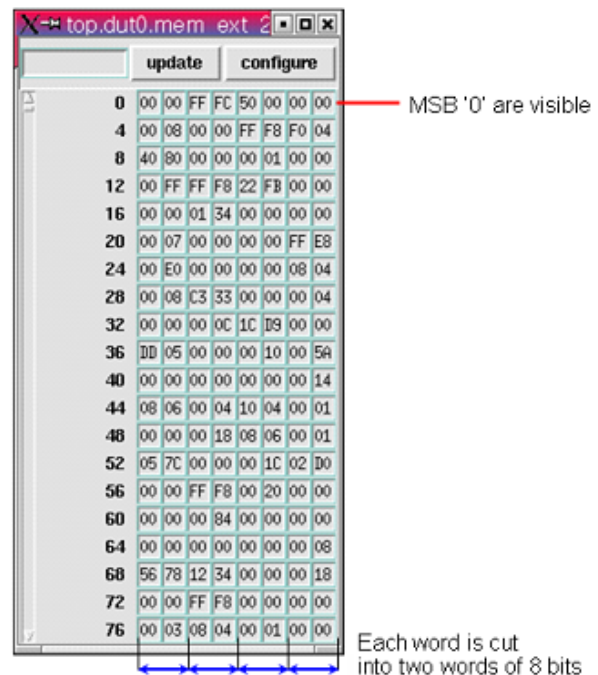 top.dut0.mem ext 2
update configure
0 00 00 FF FC 50 00 00 00 MSB '0' are visible
4 00 08 00 00 FF F8 F0 04
8 40 80 00 00 00 01 00 00
12 00 FF FF F8 22 FB 00 00
16 00 00 01 34 00 00 00 00
20 00 07 00 00 00 00 FF E8
24 00 E0 00 00 00 00 08 04
28 00 08 C3 33 00 00 00 04
32 00 00 00 0C 1C D9 00 00
36 DD 05 00 00 00 10 00 5A
40 00 00 00 00 00 00 00 14
44 08 06 00 04 10 04 00 01
48 00 00 00 18 08 06 00 01
52 05 7C 00 00 00 1C 02 D0
56 00 00 FF F8 00 20 00 00
60 00 00 00 84 00 00 00 00
64 00 00 00 00 00 00 00 08
68 56 78 12 34 00 00 00 18
72 00 00 FF F8 00 00 00 00
76 00 03 08 04 00 01 00 00
Each word is cut
into two words of 8 bits